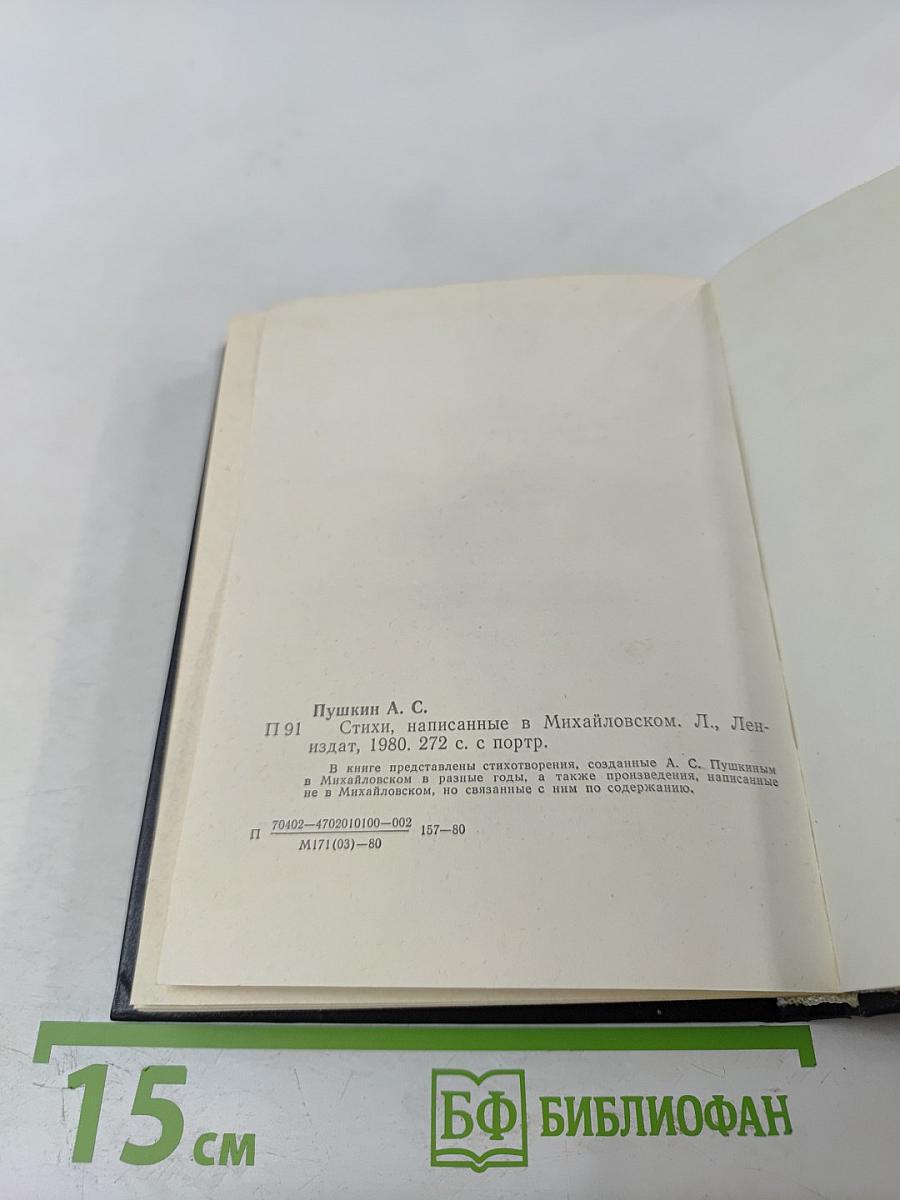 Пушкин А. С.
П 91 Стихи, написанные в Михайловском. Л., Лен-
издат, 1980. 272 с. с портр.
В книге представлены стихотворения, созданные А. С. Пушкиным
в Михайловском в разные годы, а также произведения, написанные
не в Михайловском, но связанные с ним по содержанию.
П 70402—4702010100—002 157—80
М171(03)—80
15 см
БФ БИБЛИОФАН